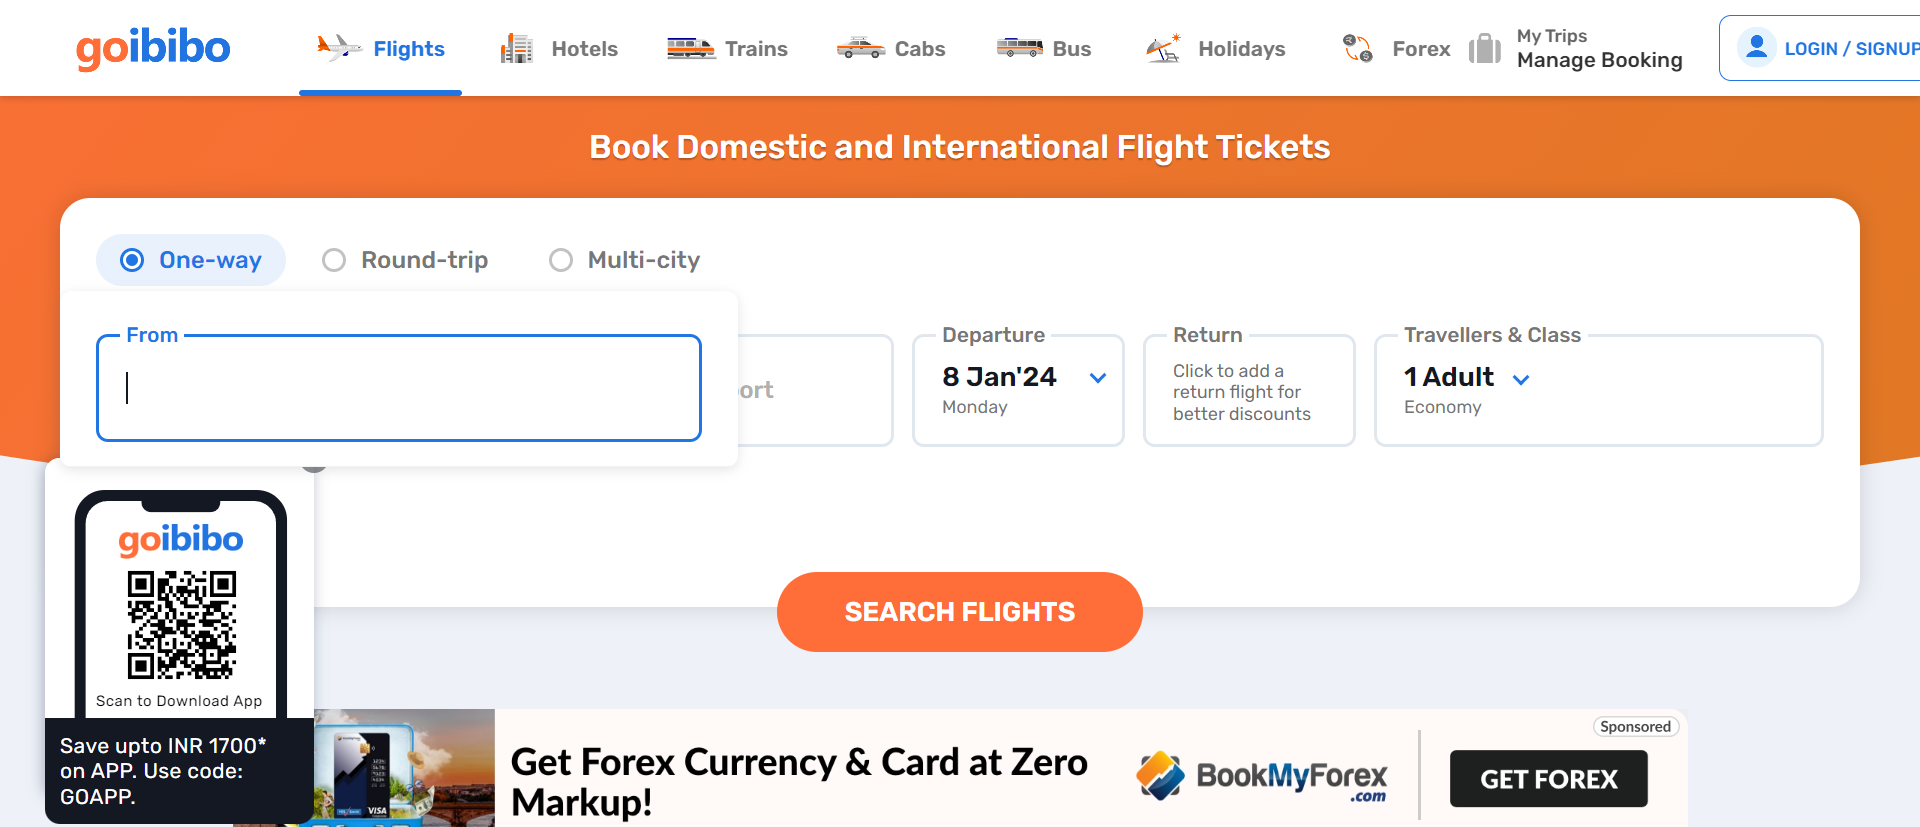 goibibo
Flights
Hotels
Trains
Cabs
Bus
Holidays
Forex
My Trips
Manage Booking
LOGIN / SIGNUP
Book Domestic and International Flight Tickets
One-way
Round-trip
Multi-city
From
Departure
8 Jan'24
Monday
Return
Click to add a
return flight for
better discounts
Travellers & Class
1 Adult
Economy
SEARCH FLIGHTS
goibibo
Scan to Download App
Save upto INR 1700*
on APP. Use code:
GOAPP.
VISA
Get Forex Currency & Card at Zero
Markup!
BookMyForex
.com
Sponsored
GET FOREX